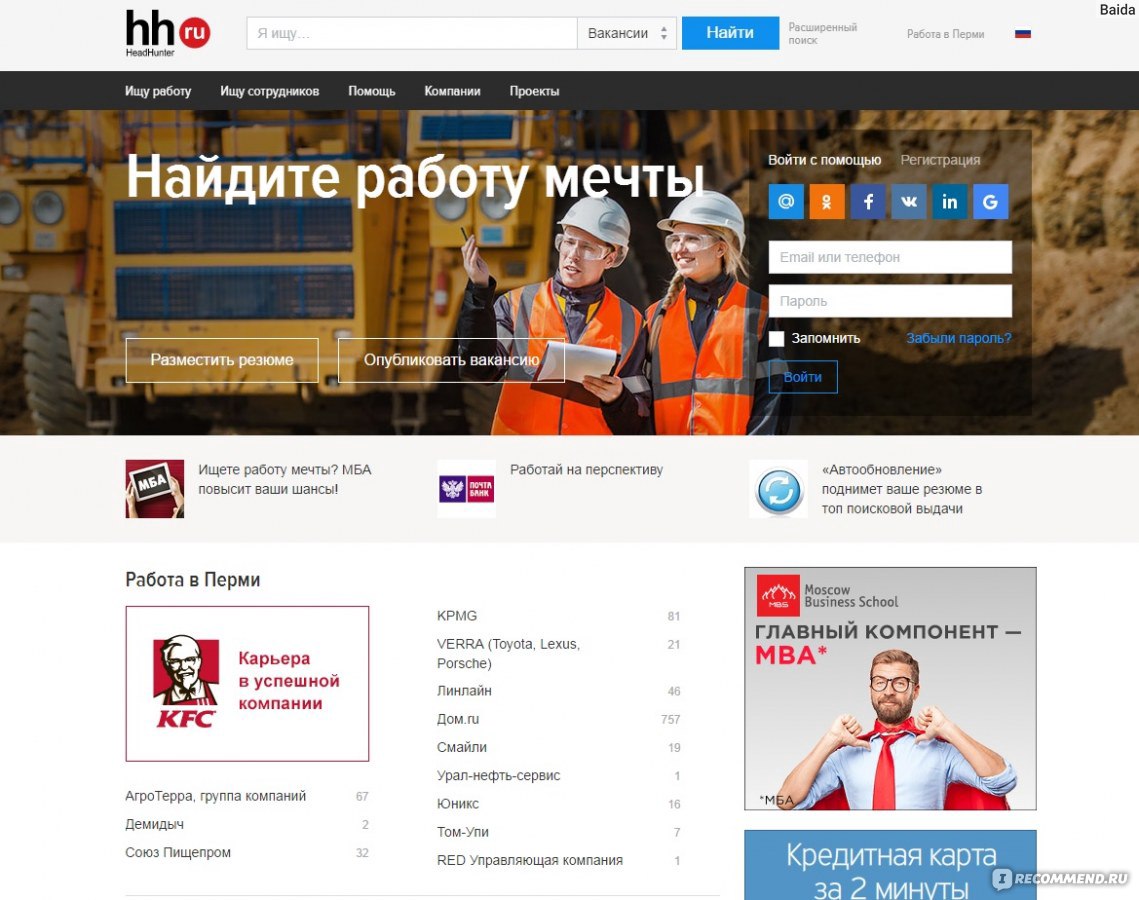 Baida
hh ru
HeadHunter
Я ищу...
Вакансии
Найти
Расширенный
поиск
Работа в Перми
Ищу работу
Ищу сотрудников
Помощь
Компании
Проекты
Найдите работу мечты
Войти с помощью
Регистрация
Email или телефон
Пароль
Запомнить
Забыли пароль?
Войти
Разместить резюме
Опубликовать вакансию
МБА
Ищете работу мечты? МБА
повысит ваши шансы!
ПОЧТА
БАНК
Работай на перспективу
«Автообновление»
поднимет ваше резюме в
топ поисковой выдачи
Работа в Перми
Карьера
в успешной
компании
KFC
АгроТерра, группа компаний 67
Демидыч 2
Союз Пищепром 32
KPMG 81
VERRA (Toyota, Lexus,
Porsche) 21
Линлайн 46
Дом.ru 757
Смайли 19
Урал-нефть-сервис 1
Юникс 16
Том-Упи 7
RED Управляющая компания 1
MBS
Moscow
Business School
ГЛАВНЫЙ КОМПОНЕНТ —
MBA*
*МБА
Кредитная карта
за 2 минуты
IRECOMMEND.RU